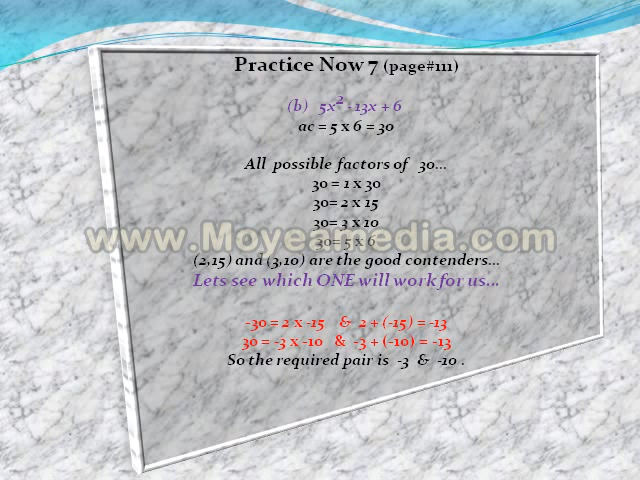 Practice Now 7 (page#111)
(b) 5x² -13x + 6
ac = 5 x 6 = 30
All possible factors of 30...
30 = 1 x 30
30= 2 x 15
30= 3 x 10
www.Moyeamedia.com
30= 5 x 6
(2,15) and (3,10) are the good contenders...
Lets see which ONE will work for us...
-30 = 2 x -15 & 2 + (-15) = -13
30 = -3 x -10 & -3 + (-10) = -13
So the required pair is -3 & -10 .